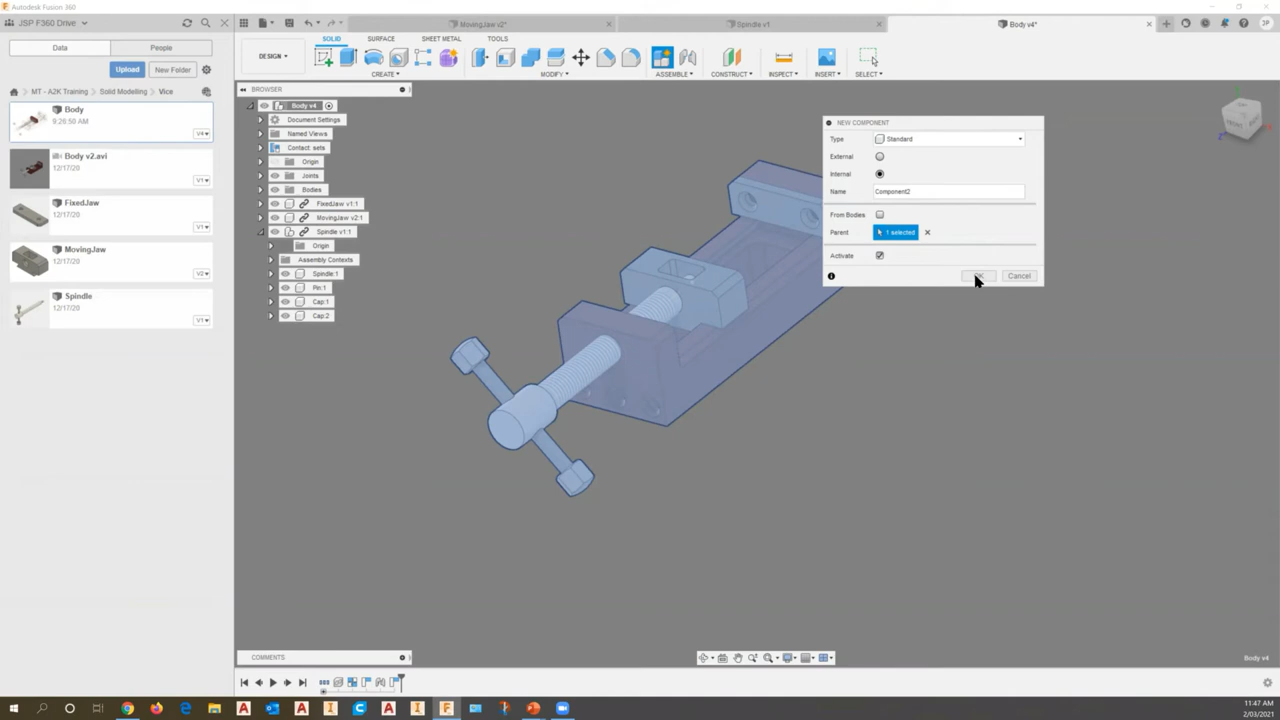 Autodesk Fusion 360
JSP F360 Drive
MovingJaw v2*
Spindle v1
Body v4*
JP
Data
People
Upload
New Folder
MT - A2K Training
Solid Modelling
Vice
Body
9:26:50 AM
V4
Body v2.avi
12/17/20
V1
FixedJaw
12/17/20
V1
MovingJaw
12/17/20
V2
Spindle
12/17/20
V1
DESIGN
SOLID
SURFACE
SHEET METAL
TOOLS
CREATE
MODIFY
ASSEMBLE
CONSTRUCT
INSPECT
INSERT
SELECT
BROWSER
Body v4
Document Settings
Named Views
Contact: sets
Origin
Joints
Bodies
FixedJaw v1:1
MovingJaw v2:1
Spindle v1:1
Origin
Assembly Contexts
Spindle:1
Pin:1
Cap:1
Cap:2
NEW COMPONENT
Type
Standard
External
Internal
Name
Component2
From Bodies
Parent
1 selected
Activate
OK
Cancel
COMMENTS
Body v4
11:47 AM
2/03/2021